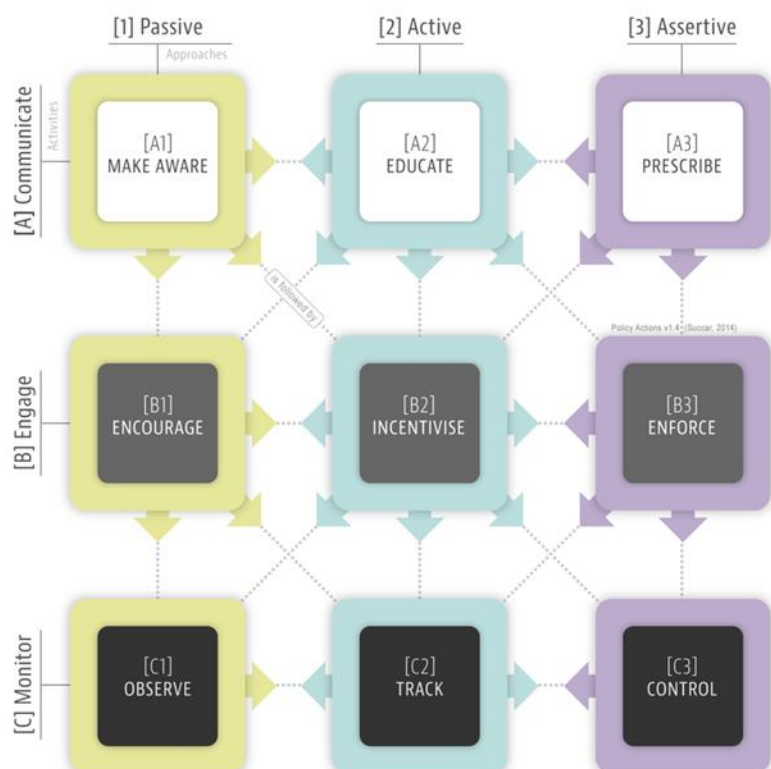 [1] Passive
[2] Active
[3] Assertive
Approaches
[A] Communicate
Activities
[A1]
MAKE AWARE
[A2]
EDUCATE
[A3]
PRESCRIBE
is followed by
Policy Actions v1.4 (Succar, 2014)
[B] Engage
[B1]
ENCOURAGE
[B2]
INCENTIVISE
[B3]
ENFORCE
[C] Monitor
[C1]
OBSERVE
[C2]
TRACK
[C3]
CONTROL